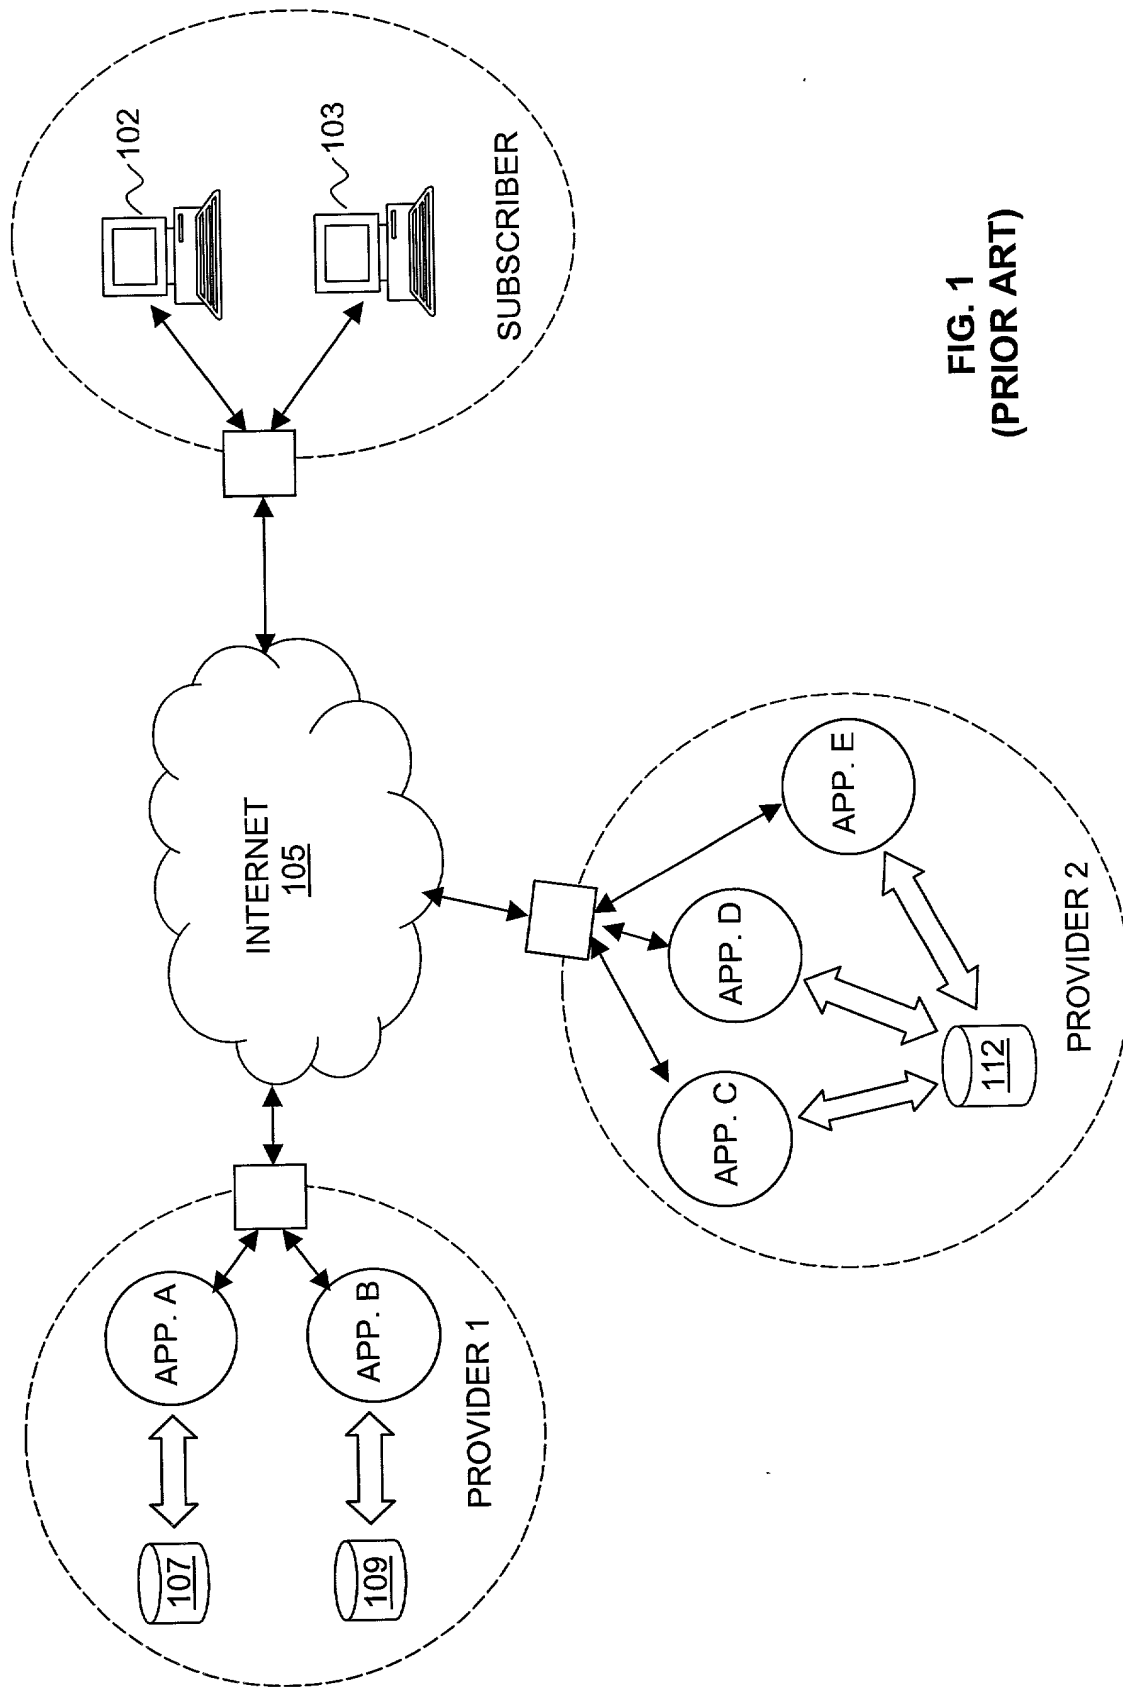 107
APP. A
109
APP. B
PROVIDER 1
INTERNET
105
102
103
SUBSCRIBER
APP. C
APP. D
APP. E
112
PROVIDER 2
FIG. 1
(PRIOR ART)